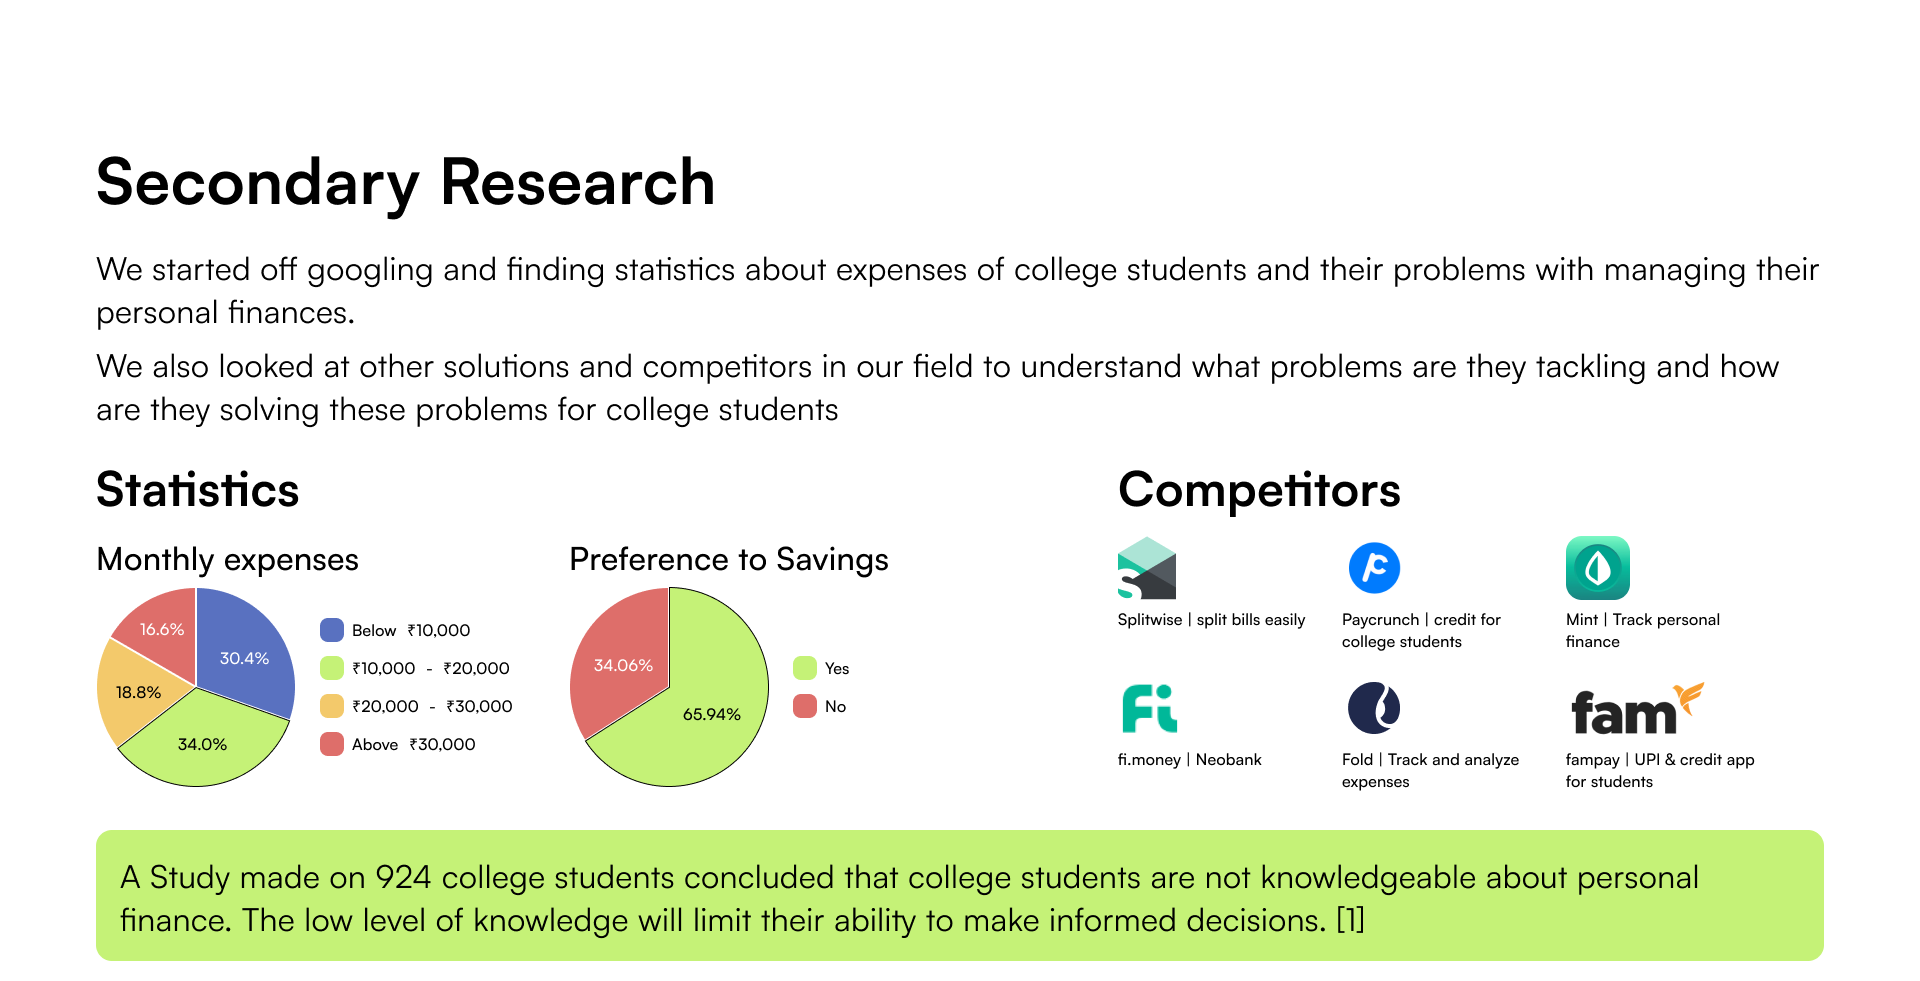 Secondary Research
We started off googling and finding statistics about expenses of college students and their problems with managing their
personal finances.
We also looked at other solutions and competitors in our field to understand what problems are they tackling and how
are they solving these problems for college students
Statistics
Monthly expenses
16.6%
30.4%
18.8%
34.0%
Below ₹10,000
₹10,000 - ₹20,000
₹20,000 - ₹30,000
Above ₹30,000
Preference to Savings
34.06%
65.94%
Yes
No
Competitors
S
Splitwise | split bills easily
Paycrunch | credit for
college students
Mint | Track personal
finance
Fi
fi.money | Neobank
Fold | Track and analyze
expenses
fam
fampay | UPI & credit app
for students
A Study made on 924 college students concluded that college students are not knowledgeable about personal
finance. The low level of knowledge will limit their ability to make informed decisions. [1]